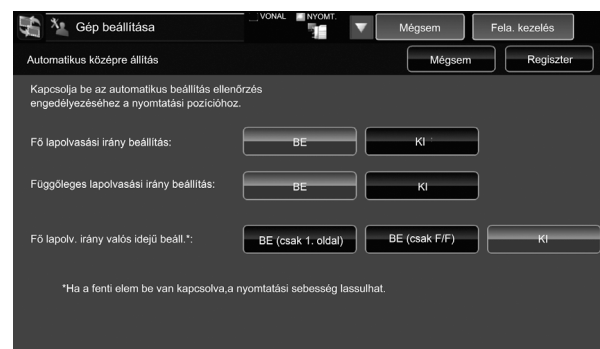 Gép beállítása
VONAL NYOMT.
Mégsem
Fela. kezelés
Automatikus középre állítás
Mégsem
Regiszter
Kapcsolja be az automatikus beállítás ellenőrzés
engedélyezéséhez a nyomtatási pozícióhoz.
Fő lapolvasási irány beállítás: BE KI
Függőleges lapolvasási irány beállítás: BE KI
Fő lapolv. irány valós idejű beáll.*: BE (csak 1. oldal) BE (csak F/F) KI
*Ha a fenti elem be van kapcsolva,a nyomtatási sebesség lassulhat.